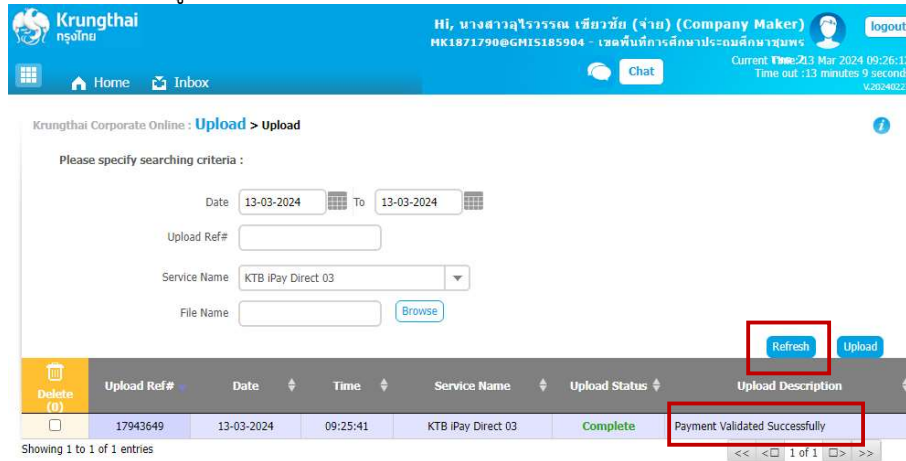 Krungthai
กรุงไทย
Hi, นางสาววลุไรวรรณ เขียวชัย (จ่าย) (Company Maker)
logout
MK1871790@GMIS185904 - เขตพื้นที่การศึกษาประถมศึกษาชุมพร
Home Inbox
Chat
Time out :13 minutes 9 second
Krungthai Corporate Online : Upload > Upload
Please specify searching criteria :
Date 13-03-2024 To 13-03-2024
Upload Ref#
Service Name KTB iPay Direct 03
File Name Browse
Refresh Upload
Delete (0) Upload Ref# Date Time Service Name Upload Status Upload Description
17943649 13-03-2024 09:25:41 KTB iPay Direct 03 Complete Payment Validated Successfully
Showing 1 to 1 of 1 entries
<< < 1 of 1 > >>